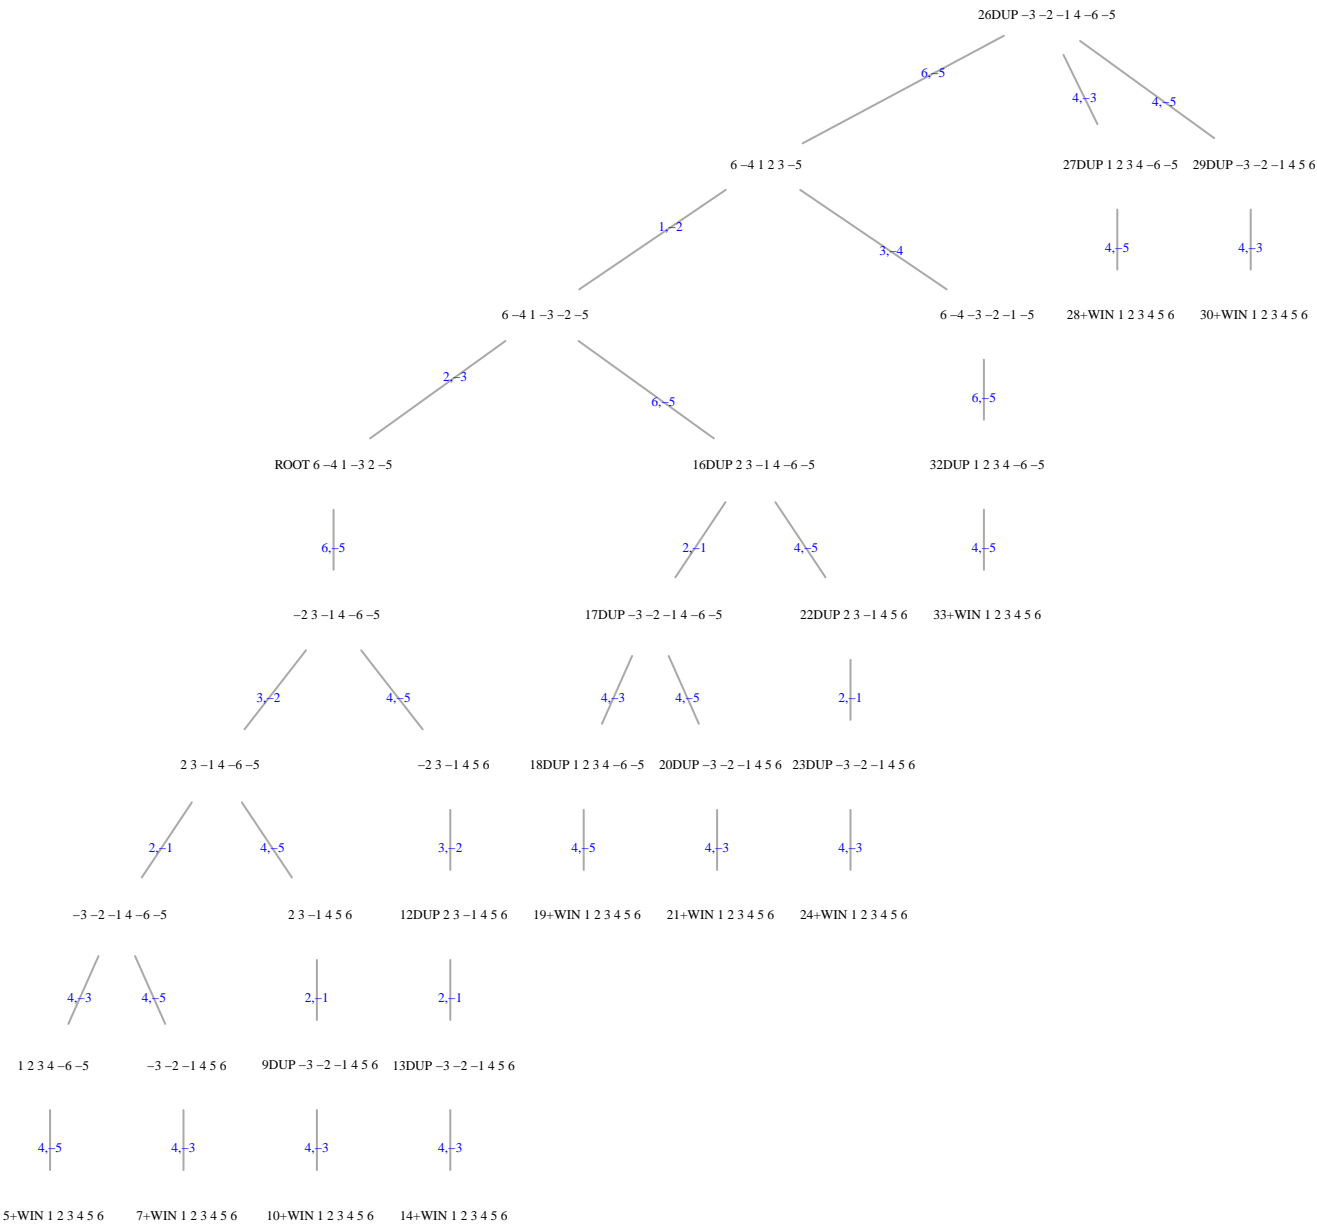 26DUP −3 −2 −1 4 −6 −5
6,−5
4,−3
4,−5
6 −4 1 2 3 −5
27DUP 1 2 3 4 −6 −5
29DUP −3 −2 −1 4 5 6
1,−2
3,−4
4,−5
4,−3
6 −4 1 −3 −2 −5
6 −4 −3 −2 −1 −5
28+WIN 1 2 3 4 5 6
30+WIN 1 2 3 4 5 6
2,−3
6,−5
6,−5
ROOT 6 −4 1 −3 2 −5
16DUP 2 3 −1 4 −6 −5
32DUP 1 2 3 4 −6 −5
6,−5
2,−1
4,−5
4,−5
−2 3 −1 4 −6 −5
17DUP −3 −2 −1 4 −6 −5
22DUP 2 3 −1 4 5 6
33+WIN 1 2 3 4 5 6
3,−2
4,−5
4,−3
4,−5
2,−1
2 3 −1 4 −6 −5
−2 3 −1 4 5 6
18DUP 1 2 3 4 −6 −5
20DUP −3 −2 −1 4 5 6
23DUP −3 −2 −1 4 5 6
2,−1
4,−5
3,−2
4,−5
4,−3
4,−3
−3 −2 −1 4 −6 −5
2 3 −1 4 5 6
12DUP 2 3 −1 4 5 6
19+WIN 1 2 3 4 5 6
21+WIN 1 2 3 4 5 6
24+WIN 1 2 3 4 5 6
4,−3
4,−5
2,−1
2,−1
1 2 3 4 −6 −5
−3 −2 −1 4 5 6
9DUP −3 −2 −1 4 5 6
13DUP −3 −2 −1 4 5 6
4,−5
4,−3
4,−3
4,−3
5+WIN 1 2 3 4 5 6
7+WIN 1 2 3 4 5 6
10+WIN 1 2 3 4 5 6
14+WIN 1 2 3 4 5 6